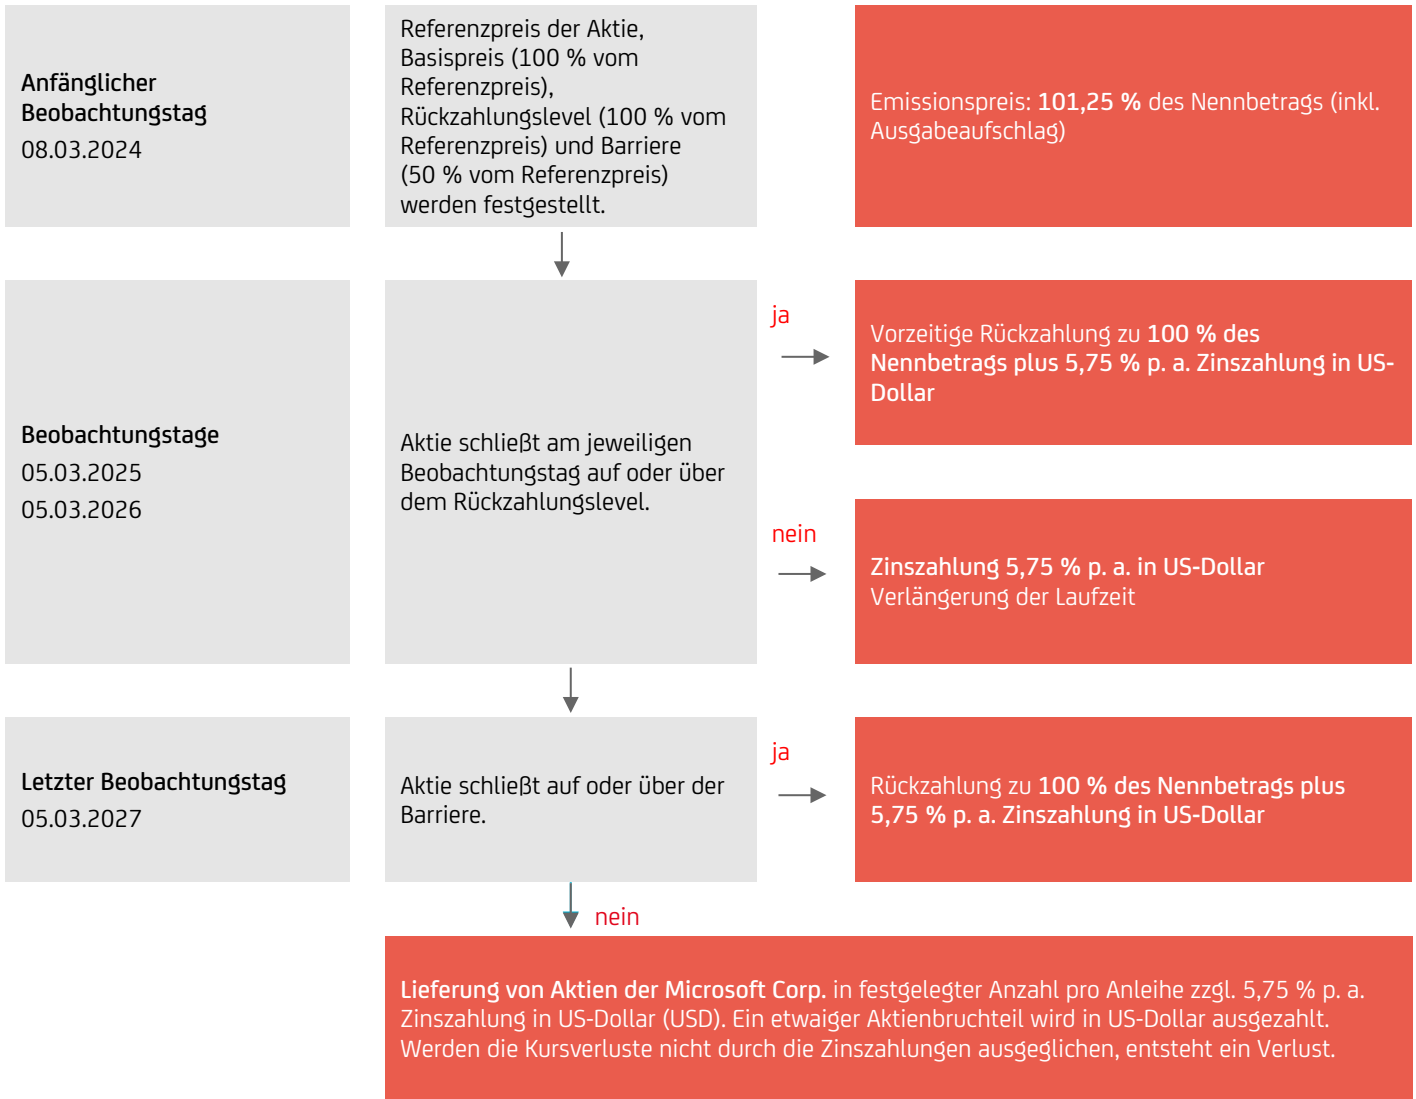 Anfänglicher
Beobachtungstag
08.03.2024
Referenzpreis der Aktie,
Basispreis (100 % vom
Referenzpreis),
Rückzahlungslevel (100 % vom
Referenzpreis) und Barriere
(50 % vom Referenzpreis)
werden festgestellt.
Emissionspreis: 101,25 % des Nennbetrags (inkl.
Ausgabeaufschlag)
Beobachtungstage
05.03.2025
05.03.2026
Aktie schließt am jeweiligen
Beobachtungstag auf oder über
dem Rückzahlungslevel.
ja
Vorzeitige Rückzahlung zu 100 % des
Nennbetrags plus 5,75 % p. a. Zinszahlung in US-
Dollar
nein
Zinszahlung 5,75 % p. a. in US-Dollar
Verlängerung der Laufzeit
Letzter Beobachtungstag
05.03.2027
Aktie schließt auf oder über der
Barriere.
ja
Rückzahlung zu 100 % des Nennbetrags plus
5,75 % p. a. Zinszahlung in US-Dollar
nein
Lieferung von Aktien der Microsoft Corp. in festgelegter Anzahl pro Anleihe zzgl. 5,75 % p. a.
Zinszahlung in US-Dollar (USD). Ein etwaiger Aktienbruchteil wird in US-Dollar ausgezahlt.
Werden die Kursverluste nicht durch die Zinszahlungen ausgeglichen, entsteht ein Verlust.